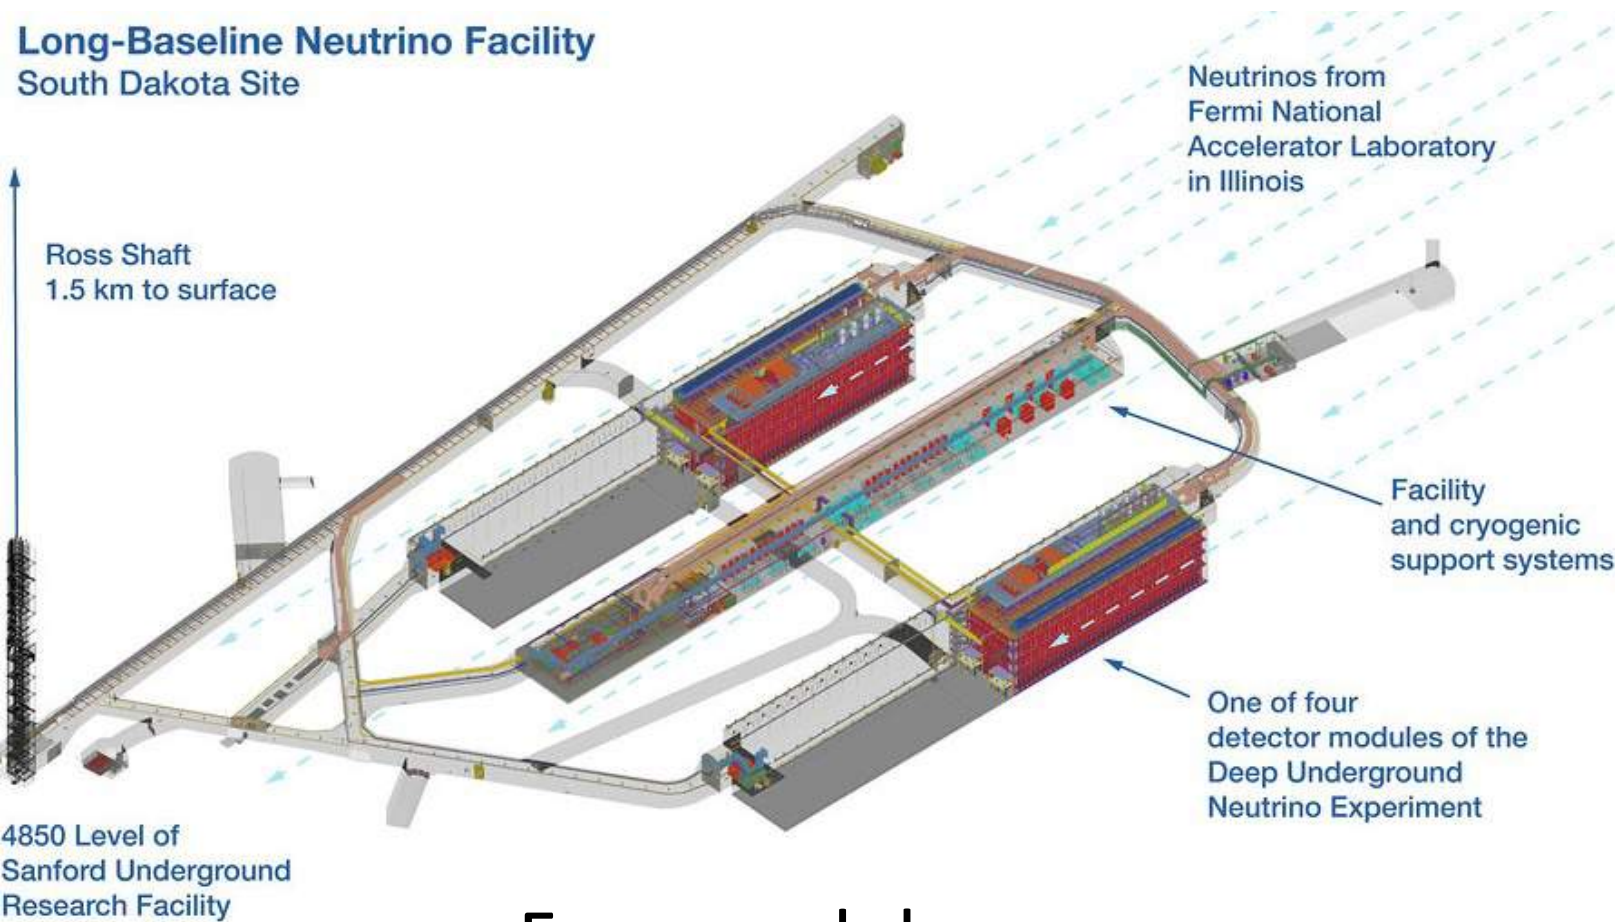 Long-Baseline Neutrino Facility
South Dakota Site
Neutrinos from
Fermi National
Accelerator Laboratory
in Illinois
Ross Shaft
1.5 km to surface
Facility
and cryogenic
support systems
One of four
detector modules of the
Deep Underground
Neutrino Experiment
4850 Level of
Sanford Underground
Research Facility